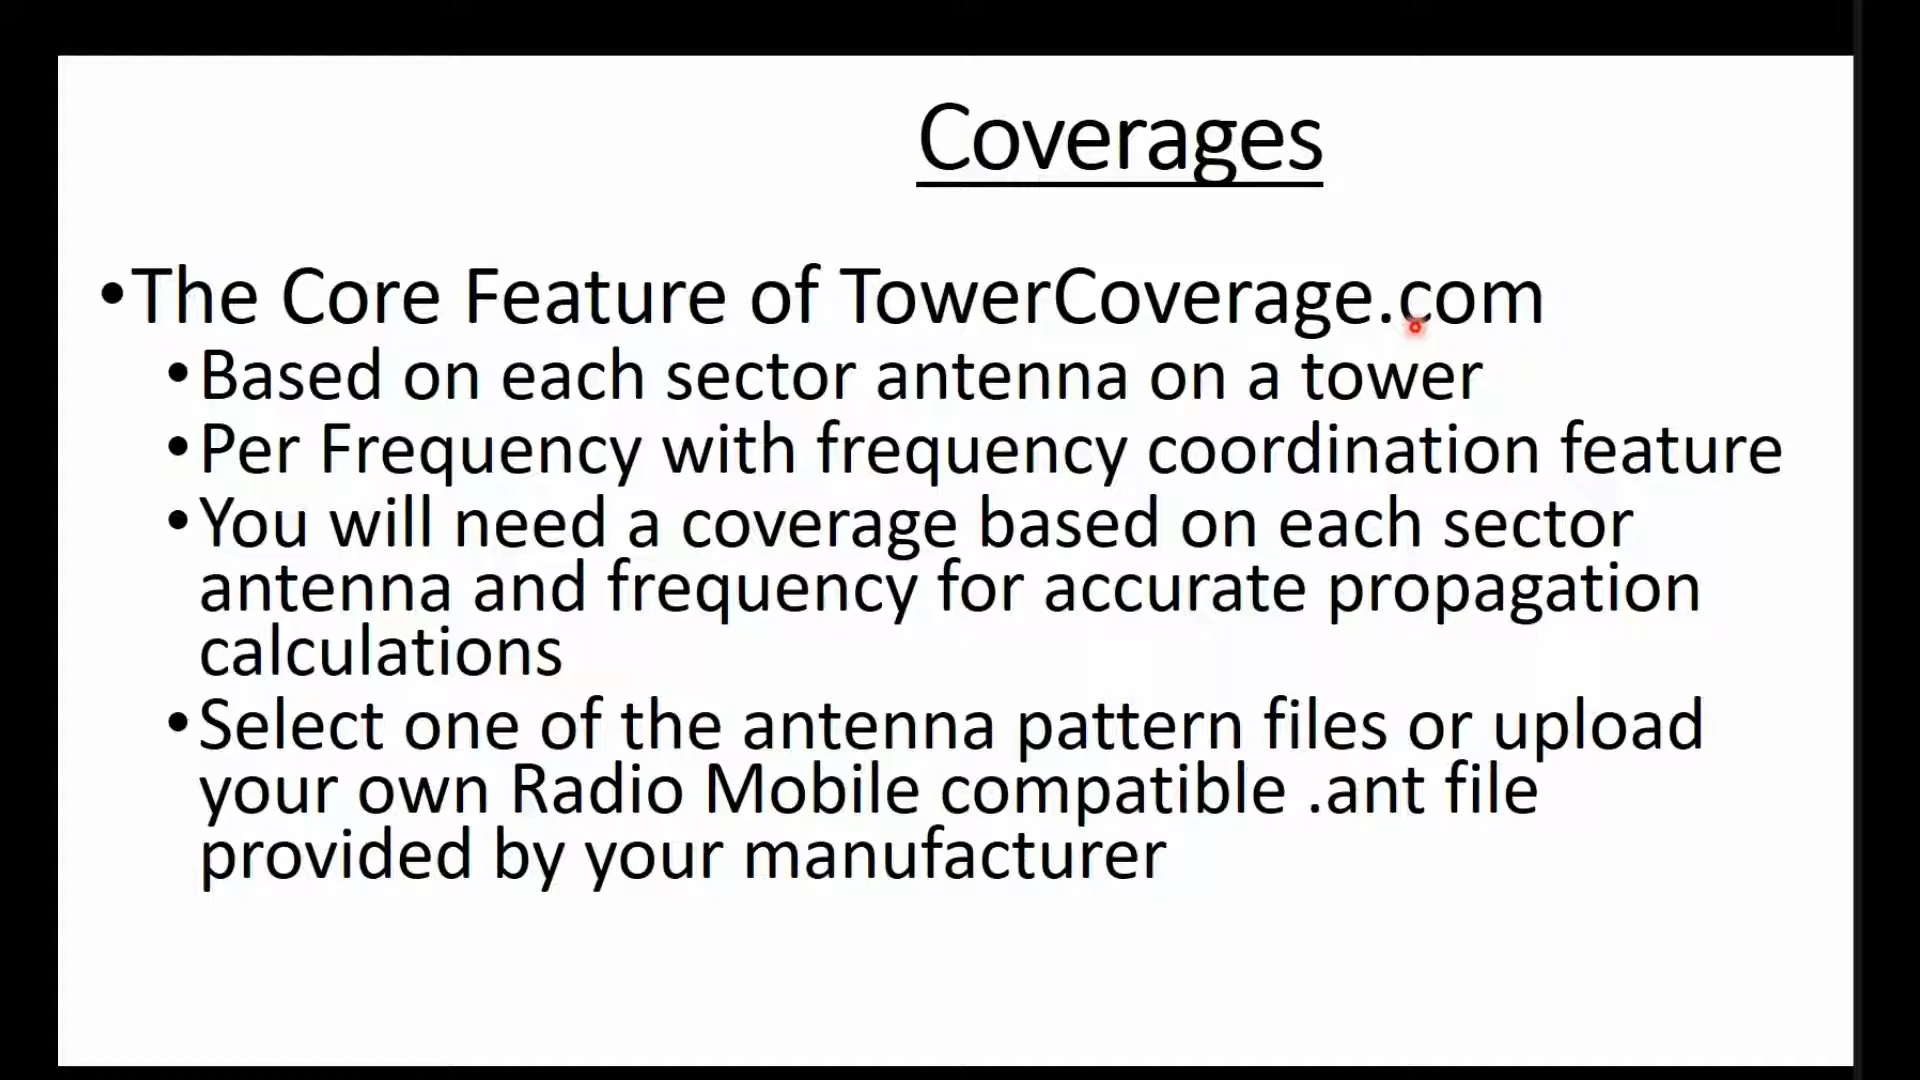 Coverages
•The Core Feature of TowerCoverage.com
•Based on each sector antenna on a tower
•Per Frequency with frequency coordination feature
•You will need a coverage based on each sector
antenna and frequency for accurate propagation
calculations
•Select one of the antenna pattern files or upload
your own Radio Mobile compatible .ant file
provided by your manufacturer